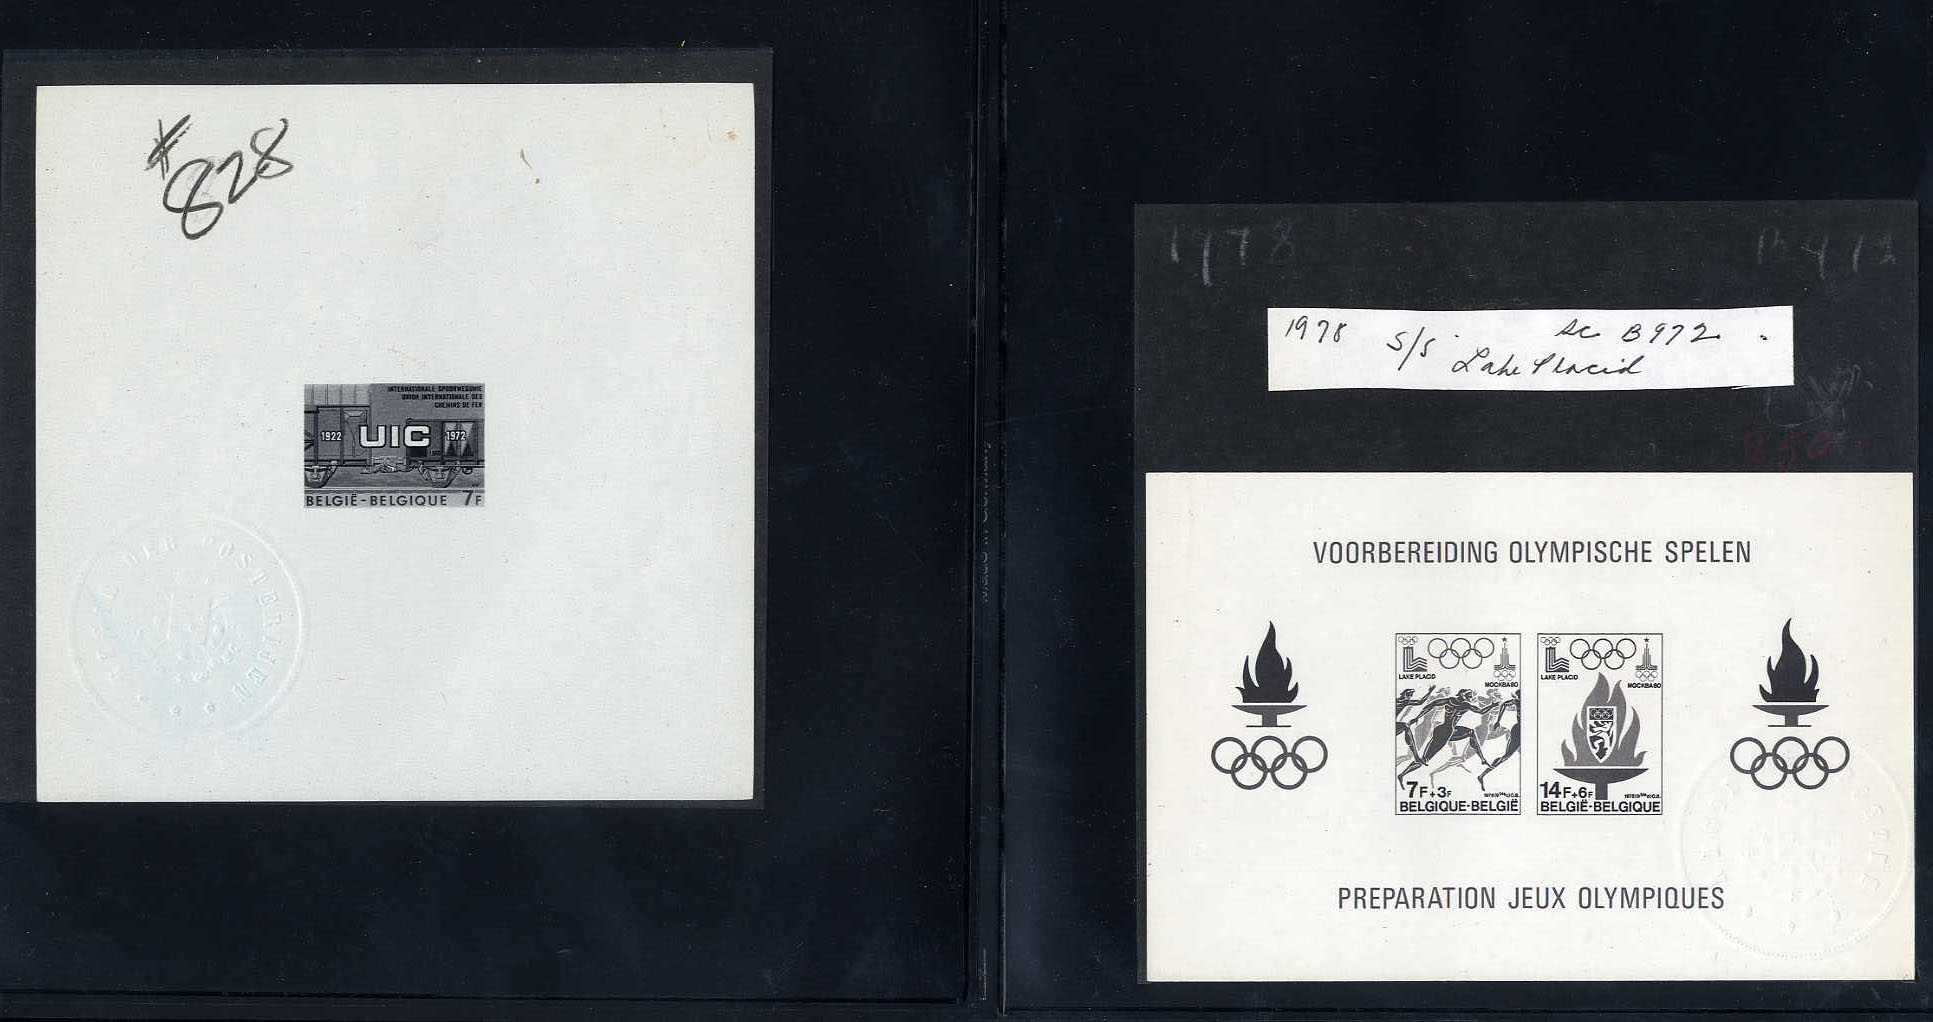 #828
INTERNATIONALE SPOORWEGUNIE
UNION INTERNATIONALE DES
CHEMINS DE FER
1922 UIC 1972
BELGIË-BELGIQUE 7F
DER POSTERIJEN
1978
1978 S/S. Sc B972
Lake Placid
VOORBEREIDING OLYMPISCHE SPELEN
LAKE PLACID
MOCKBA80
7F+3F
BELGIQUE-BELGIË
LAKE PLACID
MOCKBA80
14F+6F
BELGIË-BELGIQUE
PREPARATION JEUX OLYMPIQUES